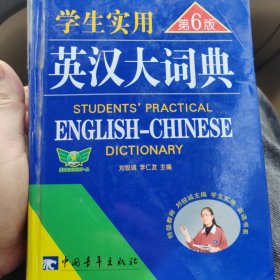 学生实用
第6版
英汉大词典
STUDENTS' PRACTICAL
ENGLISH-CHINESE
DICTIONARY
刘锐诚 李仁发 主编
中国青年出版社